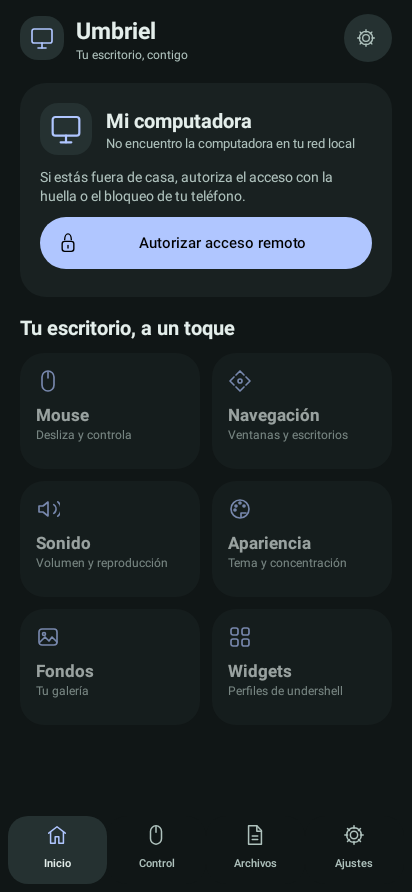 Umbriel
Tu escritorio, contigo
Mi computadora
No encuentro la computadora en tu red local
Si estás fuera de casa, autoriza el acceso con la
huella o el bloqueo de tu teléfono.
Autorizar acceso remoto
Tu escritorio, a un toque
Mouse
Desliza y controla
Navegación
Ventanas y escritorios
Sonido
Volumen y reproducción
Apariencia
Tema y concentración
Fondos
Tu galería
Widgets
Perfiles de undershell
Inicio
Control
Archivos
Ajustes